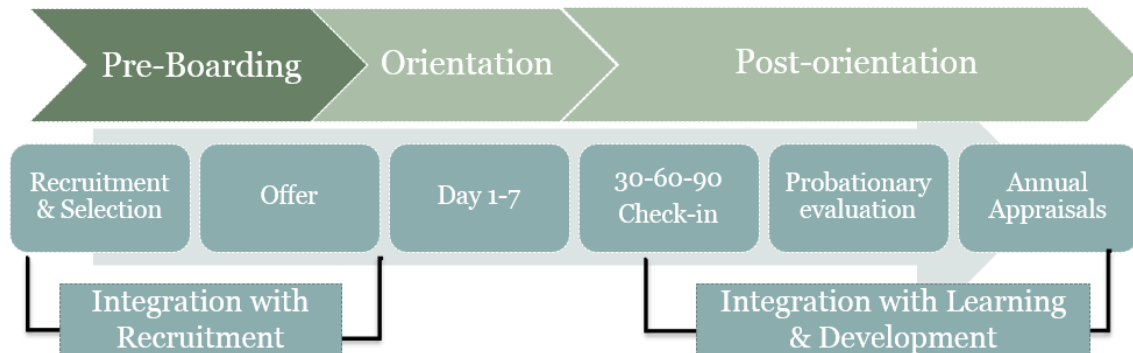 Pre-Boarding
Orientation
Post-orientation
Recruitment
& Selection
Offer
Day 1-7
30-60-90
Check-in
Probationary
evaluation
Annual
Appraisals
Integration with
Recruitment
Integration with Learning
& Development